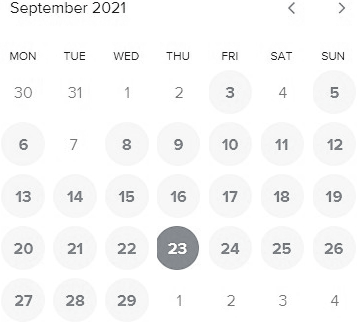 September 2021
MON TUE WED THU FRI SAT SUN
30 31 1 2 3 4 5
6 7 8 9 10 11 12
13 14 15 16 17 18 19
20 21 22 23 24 25 26
27 28 29 1 2 3 4